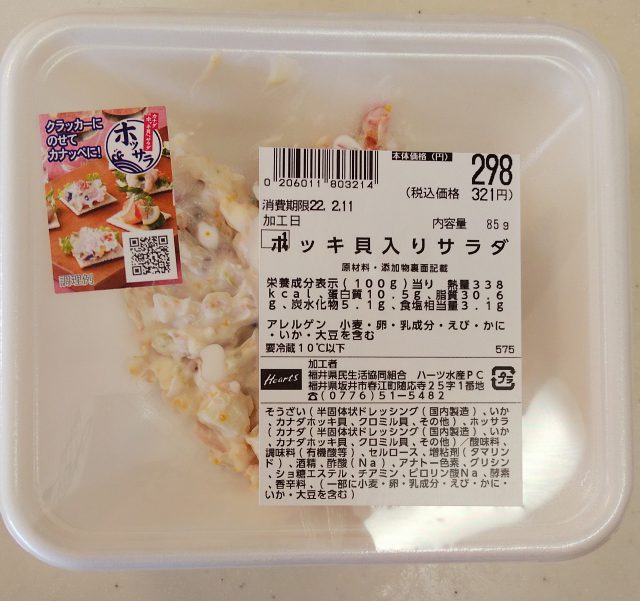 クラッカーに
のせて
カナッペに!
カナダ
ホッサラ
調理例
0 206011 803214
本体価格(円)
298
(税込価格 321円)
消費期限22. 2.11
加工日
内容量 85g
ホッキ貝入りサラダ
原材料・添加物裏面記載
栄養成分表示(100g)当り 熱量338
kcal、蛋白質10.5g、脂質30.6
g、炭水化物5.1g、食塩相当量3.1g
アレルゲン 小麦・卵・乳成分・えび・かに
・いか・大豆を含む
要冷蔵10℃以下
575
Hearts
加工者
福井県民生活協同組合 ハーツ水産PC
福井県坂井市春江町随応寺25字1番地
☎(0776)51-5482
プラ
そうざい(半固体状ドレッシング(国内製造)、いか
、カナダホッキ貝、クロミル貝、その他)、ホッサラ
(カナダ(半固体状ドレッシング(国内製造)、いか
、カナダホッキ貝、クロミル貝、その他)/酸味料、
調味料(有機酸等)、セルロース、増粘剤(タマリン
ド)、酒精、酢酸(Na)、アナトー色素、グリシン
、ショ糖エステル、チアミン、ピロリン酸Na、酵素
、香辛料、(一部に小麦・卵・乳成分・えび・かに・
いか・大豆を含む)